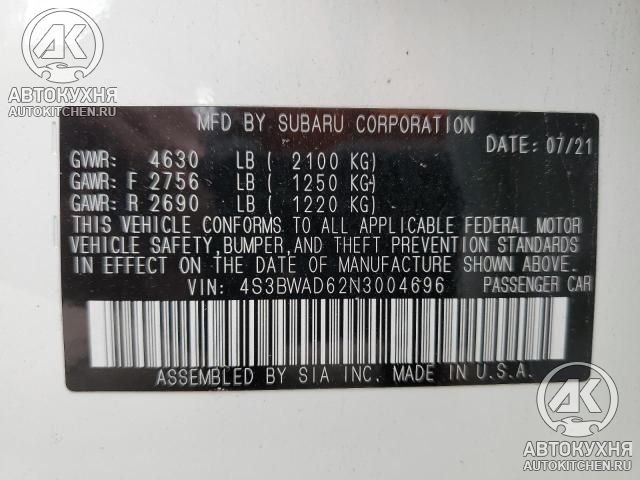 АК
АВТОКУХНЯ
AUTOKITCHEN.RU
MFD BY SUBARU CORPORATION
DATE: 07/21
GVWR: 4630 LB ( 2100 KG)
GAWR: F 2756 LB ( 1250 KG)
GAWR: R 2690 LB ( 1220 KG)
THIS VEHICLE CONFORMS TO ALL APPLICABLE FEDERAL MOTOR
VEHICLE SAFETY, BUMPER, AND THEFT PREVENTION STANDARDS
IN EFFECT ON THE DATE OF MANUFACTURE SHOWN ABOVE.
VIN: 4S3BWAD62N3004696 PASSENGER CAR
ASSEMBLED BY SIA INC. MADE IN U.S.A.
АК
АВТОКУХНЯ
AUTOKITCHEN.RU